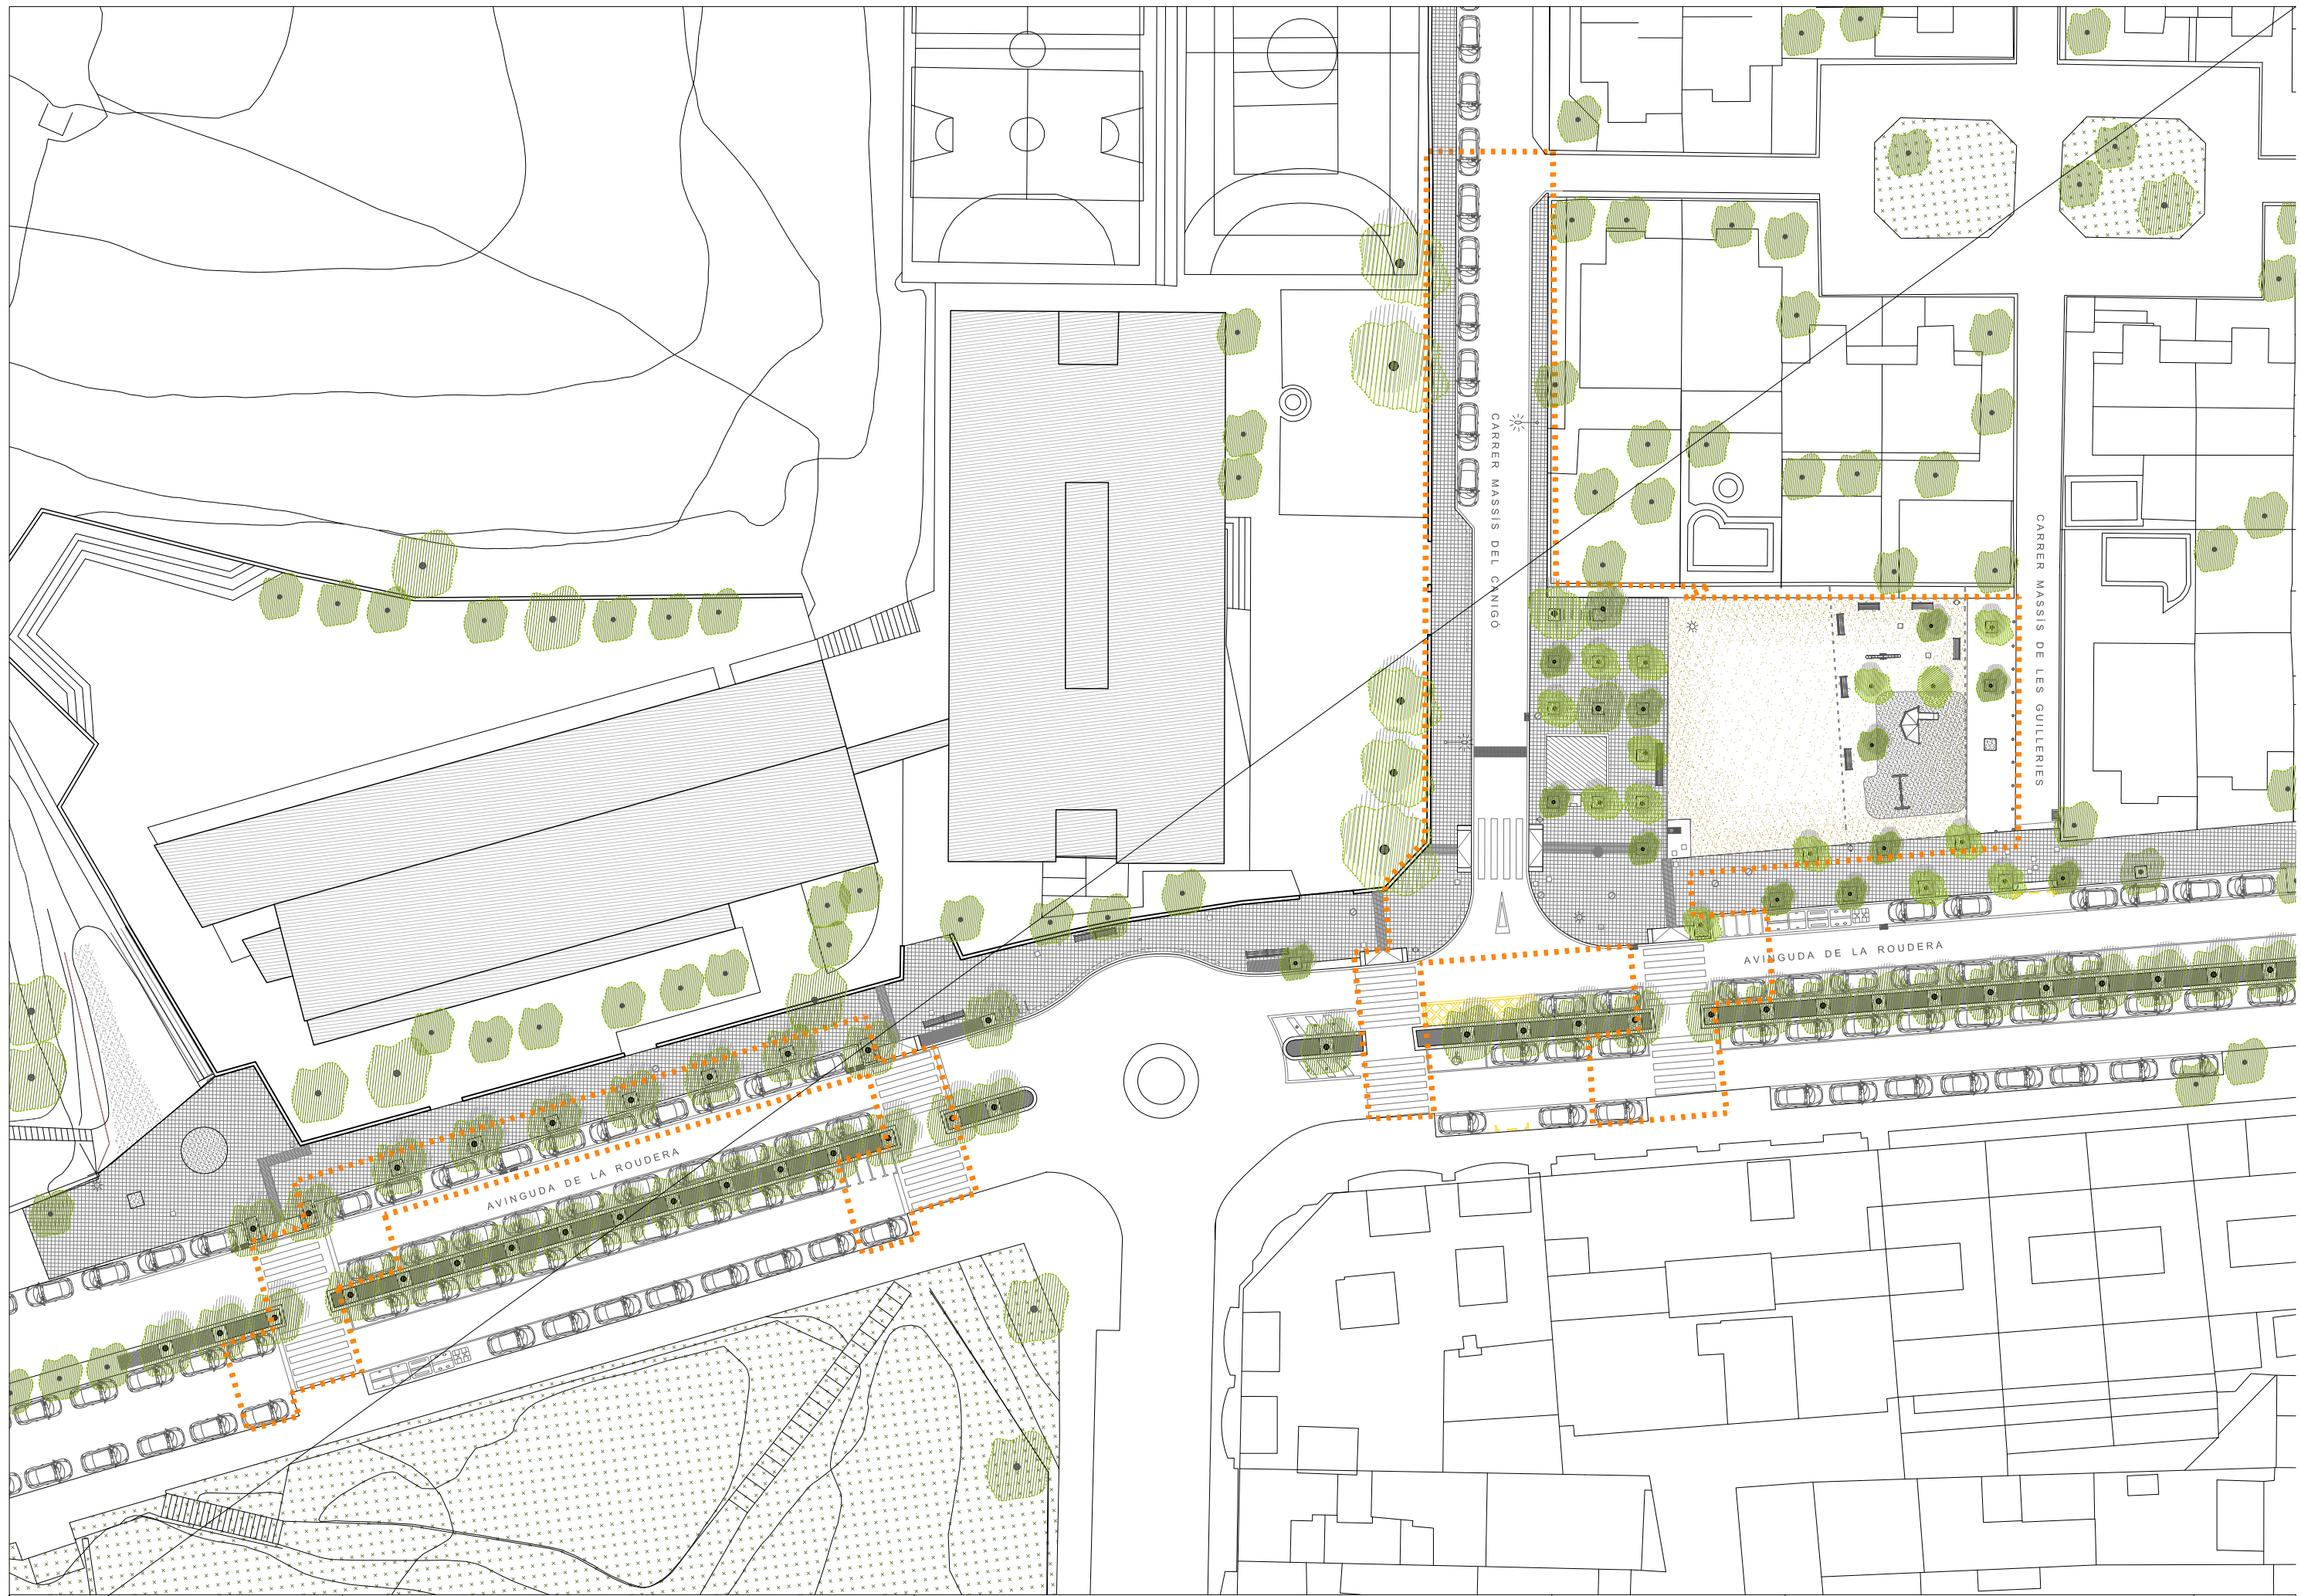 CARRER MASSÍS DEL CANIGÓ
CARRER MASSÍS DE LES GUILLERIES
AVINGUDA DE LA ROUDERA
AVINGUDA DE LA ROUDERA